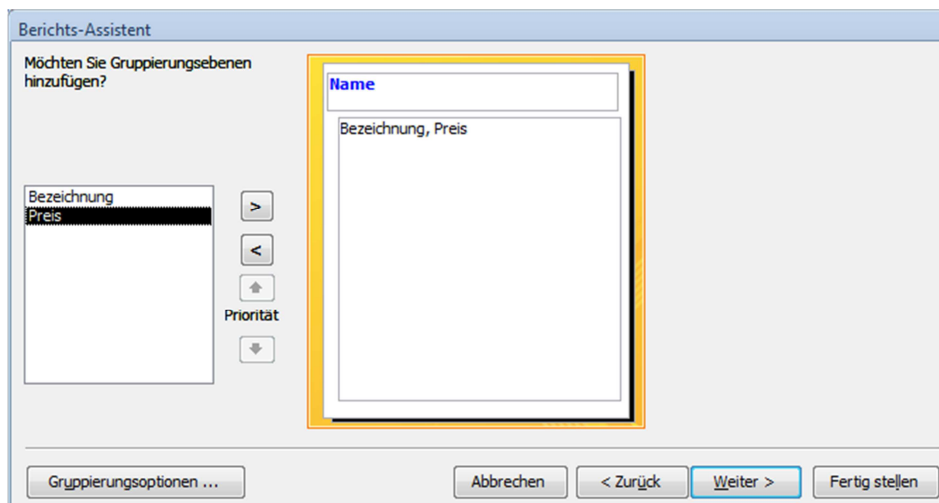 Berichts-Assistent
Möchten Sie Gruppierungsebenen
hinzufügen?
Name
Bezeichnung, Preis
Bezeichnung
Preis
>
<
Priorität
Gruppierungsoptionen ...
Abbrechen
< Zurück
Weiter >
Fertig stellen